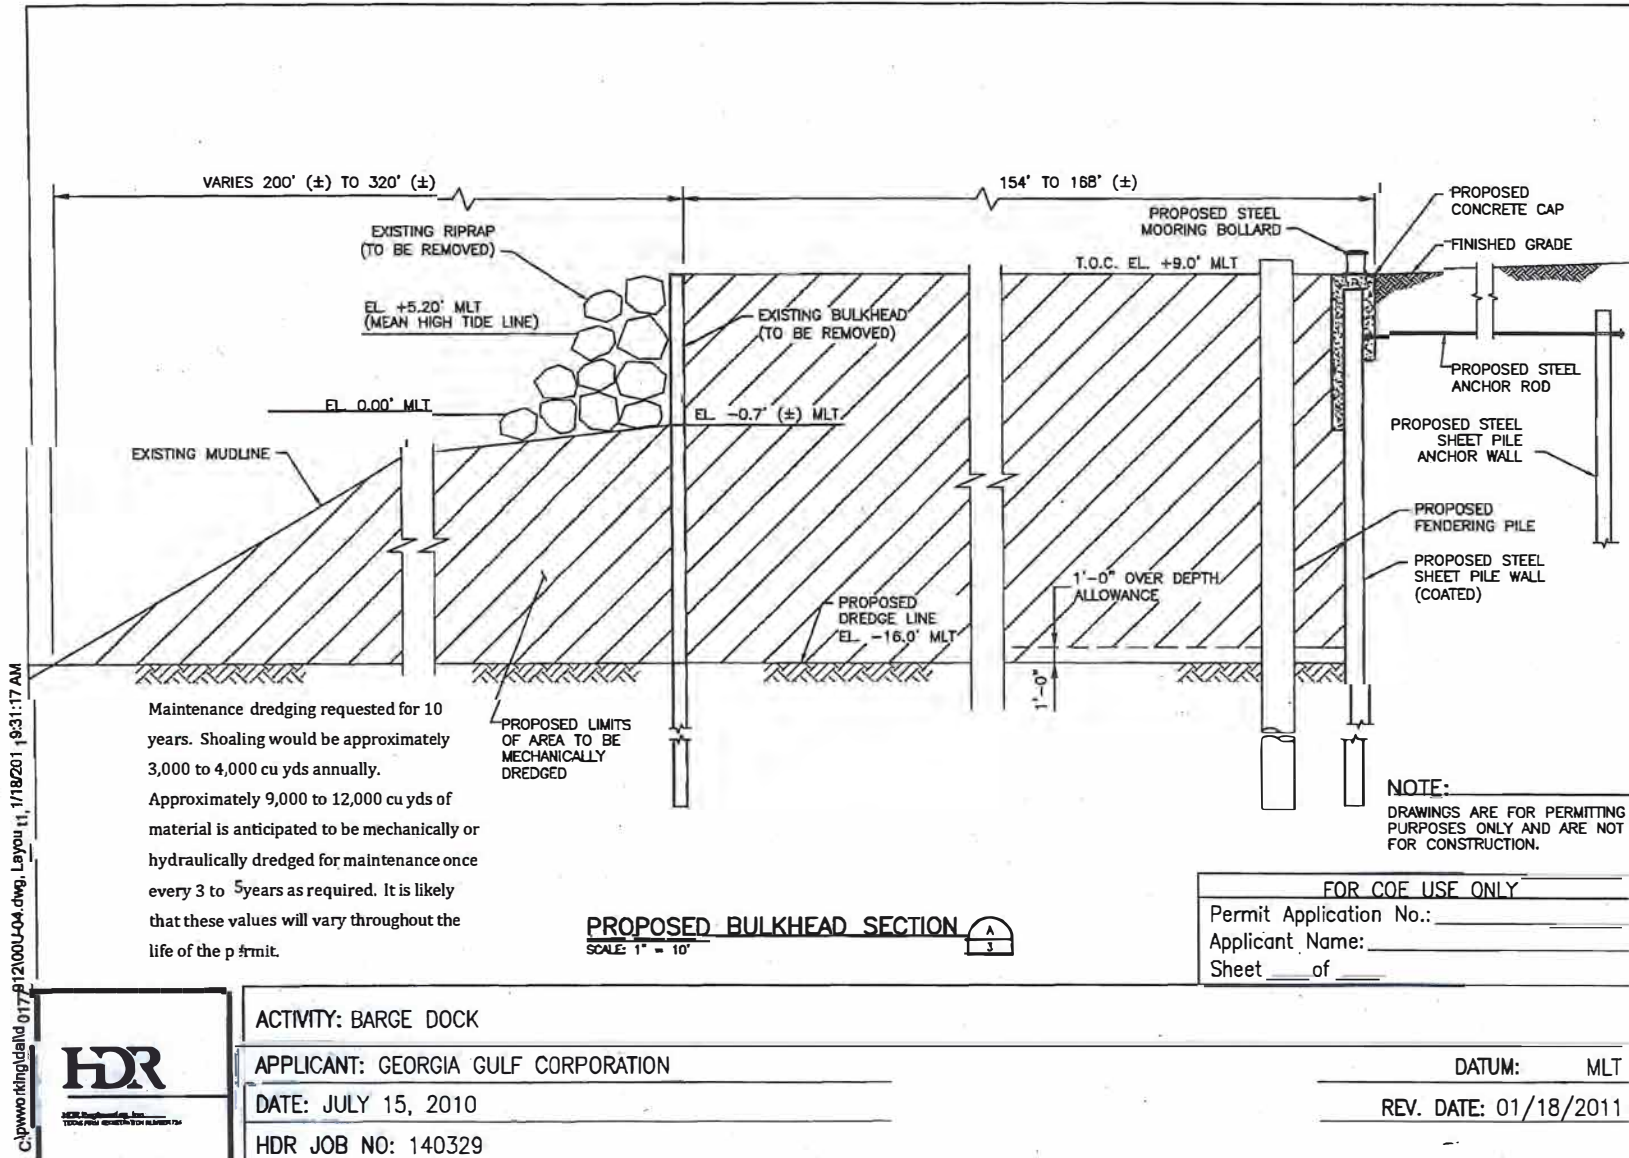 VARIES 200' (±) TO 320' (±)
154' TO 168' (±)
EXISTING RIPRAP
(TO BE REMOVED)
EL +5.20' MLT
(MEAN HIGH TIDE LINE)
EL 0.00' MLT
EXISTING MUDLINE
PROPOSED STEEL
MOORING BOLLARD
T.O.C. EL. +9.0' MLT
EXISTING BULKHEAD
(TO BE REMOVED)
EL -0.7' (±) MLT
PROPOSED
CONCRETE CAP
FINISHED GRADE
PROPOSED STEEL
ANCHOR ROD
PROPOSED STEEL
SHEET PILE
ANCHOR WALL
PROPOSED
FENDERING PILE
PROPOSED STEEL
SHEET PILE WALL
(COATED)
1'-0" OVER DEPTH
ALLOWANCE
PROPOSED
DREDGE LINE
EL -16.0' MLT
1'-0"
PROPOSED LIMITS
OF AREA TO BE
MECHANICALLY
DREDGED
Maintenance dredging requested for 10
years. Shoaling would be approximately
3,000 to 4,000 cu yds annually.
Approximately 9,000 to 12,000 cu yds of
material is anticipated to be mechanically or
hydraulically dredged for maintenance once
every 3 to 5years as required. It is likely
that these values will vary throughout the
life of the
NOTE:
DRAWINGS ARE FOR PERMITTING
PURPOSES ONLY AND ARE NOT
FOR CONSTRUCTION.
PROPOSED BULKHEAD SECTION
SCALE: 1" = 10'
A
3
FOR COE USE ONLY
Permit Application No.:
Applicant Name:
Sheet of
HDR
HDR Engineering, Inc.
ACTIVITY: BARGE DOCK
APPLICANT: GEORGIA GULF CORPORATION
DATE: JULY 15, 2010
HDR JOB NO: 140329
DATUM: MLT
REV. DATE: 01/18/2011